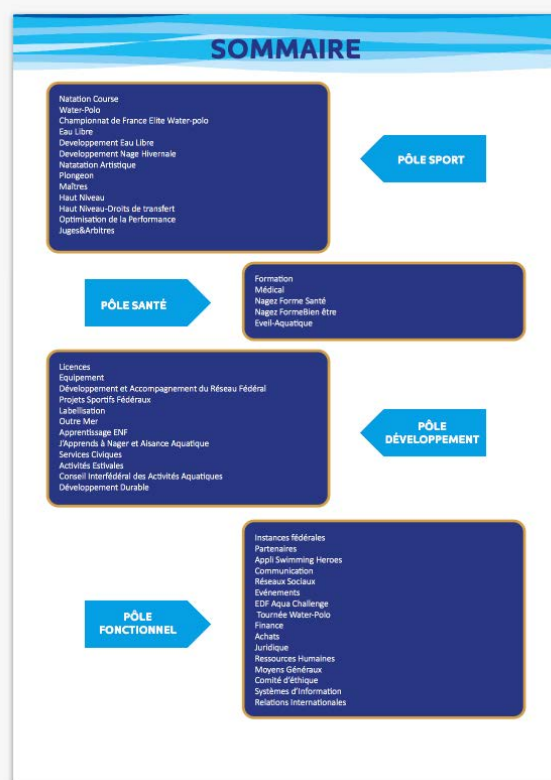 SOMMAIRE
Natation Course
Water-Polo
Championnat de France Elite Water-polo
Eau Libre
Developpement Eau Libre
Developpement Nage Hivernale
Natatation Artistique
Plongeon
Maîtres
Haut Niveau
Haut Niveau-Droits de transfert
Optimisation de la Performance
Juges&Arbitres
PÔLE SPORT
PÔLE SANTÉ
Formation
Médical
Nagez Forme Santé
Nagez FormeBien être
Eveil-Aquatique
Licences
Equipement
Développement et Accompagnement du Réseau Fédéral
Projets Sportifs Fédéraux
Labellisation
Outre Mer
Apprentissage ENF
J'Apprends à Nager et Aisance Aquatique
Services Civiques
Activités Estivales
Conseil Interfédéral des Activités Aquatiques
Développement Durable
PÔLE
DÉVELOPPEMENT
PÔLE
FONCTIONNEL
Instances fédérales
Partenaires
Appli Swimming Heroes
Communication
Réseaux Sociaux
Evénements
EDF Aqua Challenge
Tournée Water-Polo
Finance
Achats
Juridique
Ressources Humaines
Moyens Généraux
Comité d'éthique
Systèmes d'Information
Relations Internationales